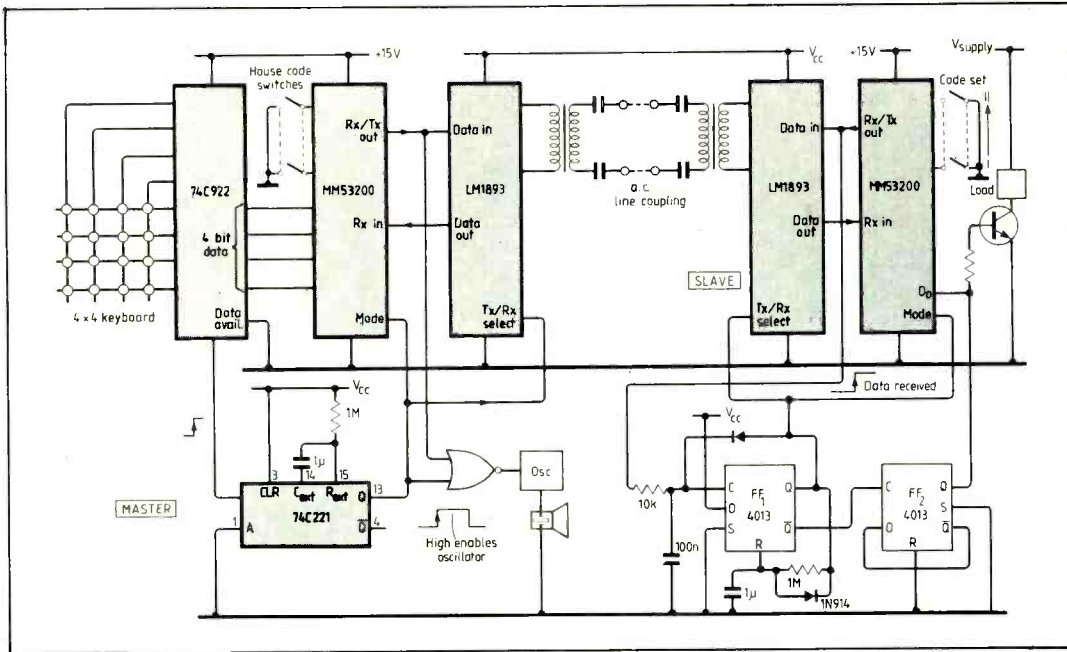 +15V
House code
switches
74C922
4 bit
data
Data
avail.
4 x 4 keyboard
MM53200
Rx/Tx
out
Rx in
Mode
LM1893
Data in
Data
out
Tx/Rx
select
a.c.
line coupling
Vcc
LM1893
Data in
Data
out
Tx/Rx
select
SLAVE
+15V
MM53200
Rx/Tx
out
Rx in
D0
Mode
Vsupply
Code set
Load
Data received
MASTER
Vcc
1M
1µ
3
14
15
CLR
Cext
Rext
13
Q
74C221
1
A
Q̅
4
Osc
High enables
oscillator
10k
100n
Vcc
C
D
S
FF1
4013
Q
Q̅
R
1µ
1M
1N914
C
D
FF2
4013
Q
S
Q̅
R